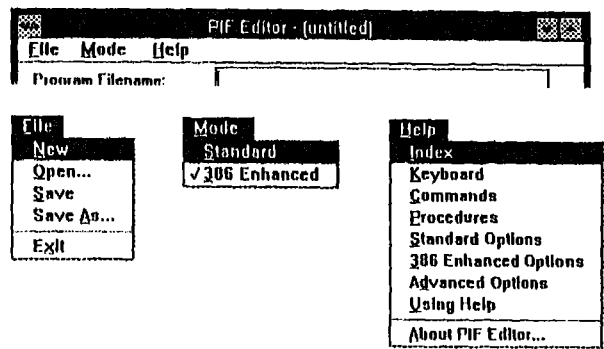 PIF Editor - (untitled)
File Mode Help
Program Filename:
File
New
Open...
Save
Save As...
Exit
Mode
Standard
✓386 Enhanced
Help
Index
Keyboard
Commands
Procedures
Standard Options
386 Enhanced Options
Advanced Options
Using Help
About PIF Editor...